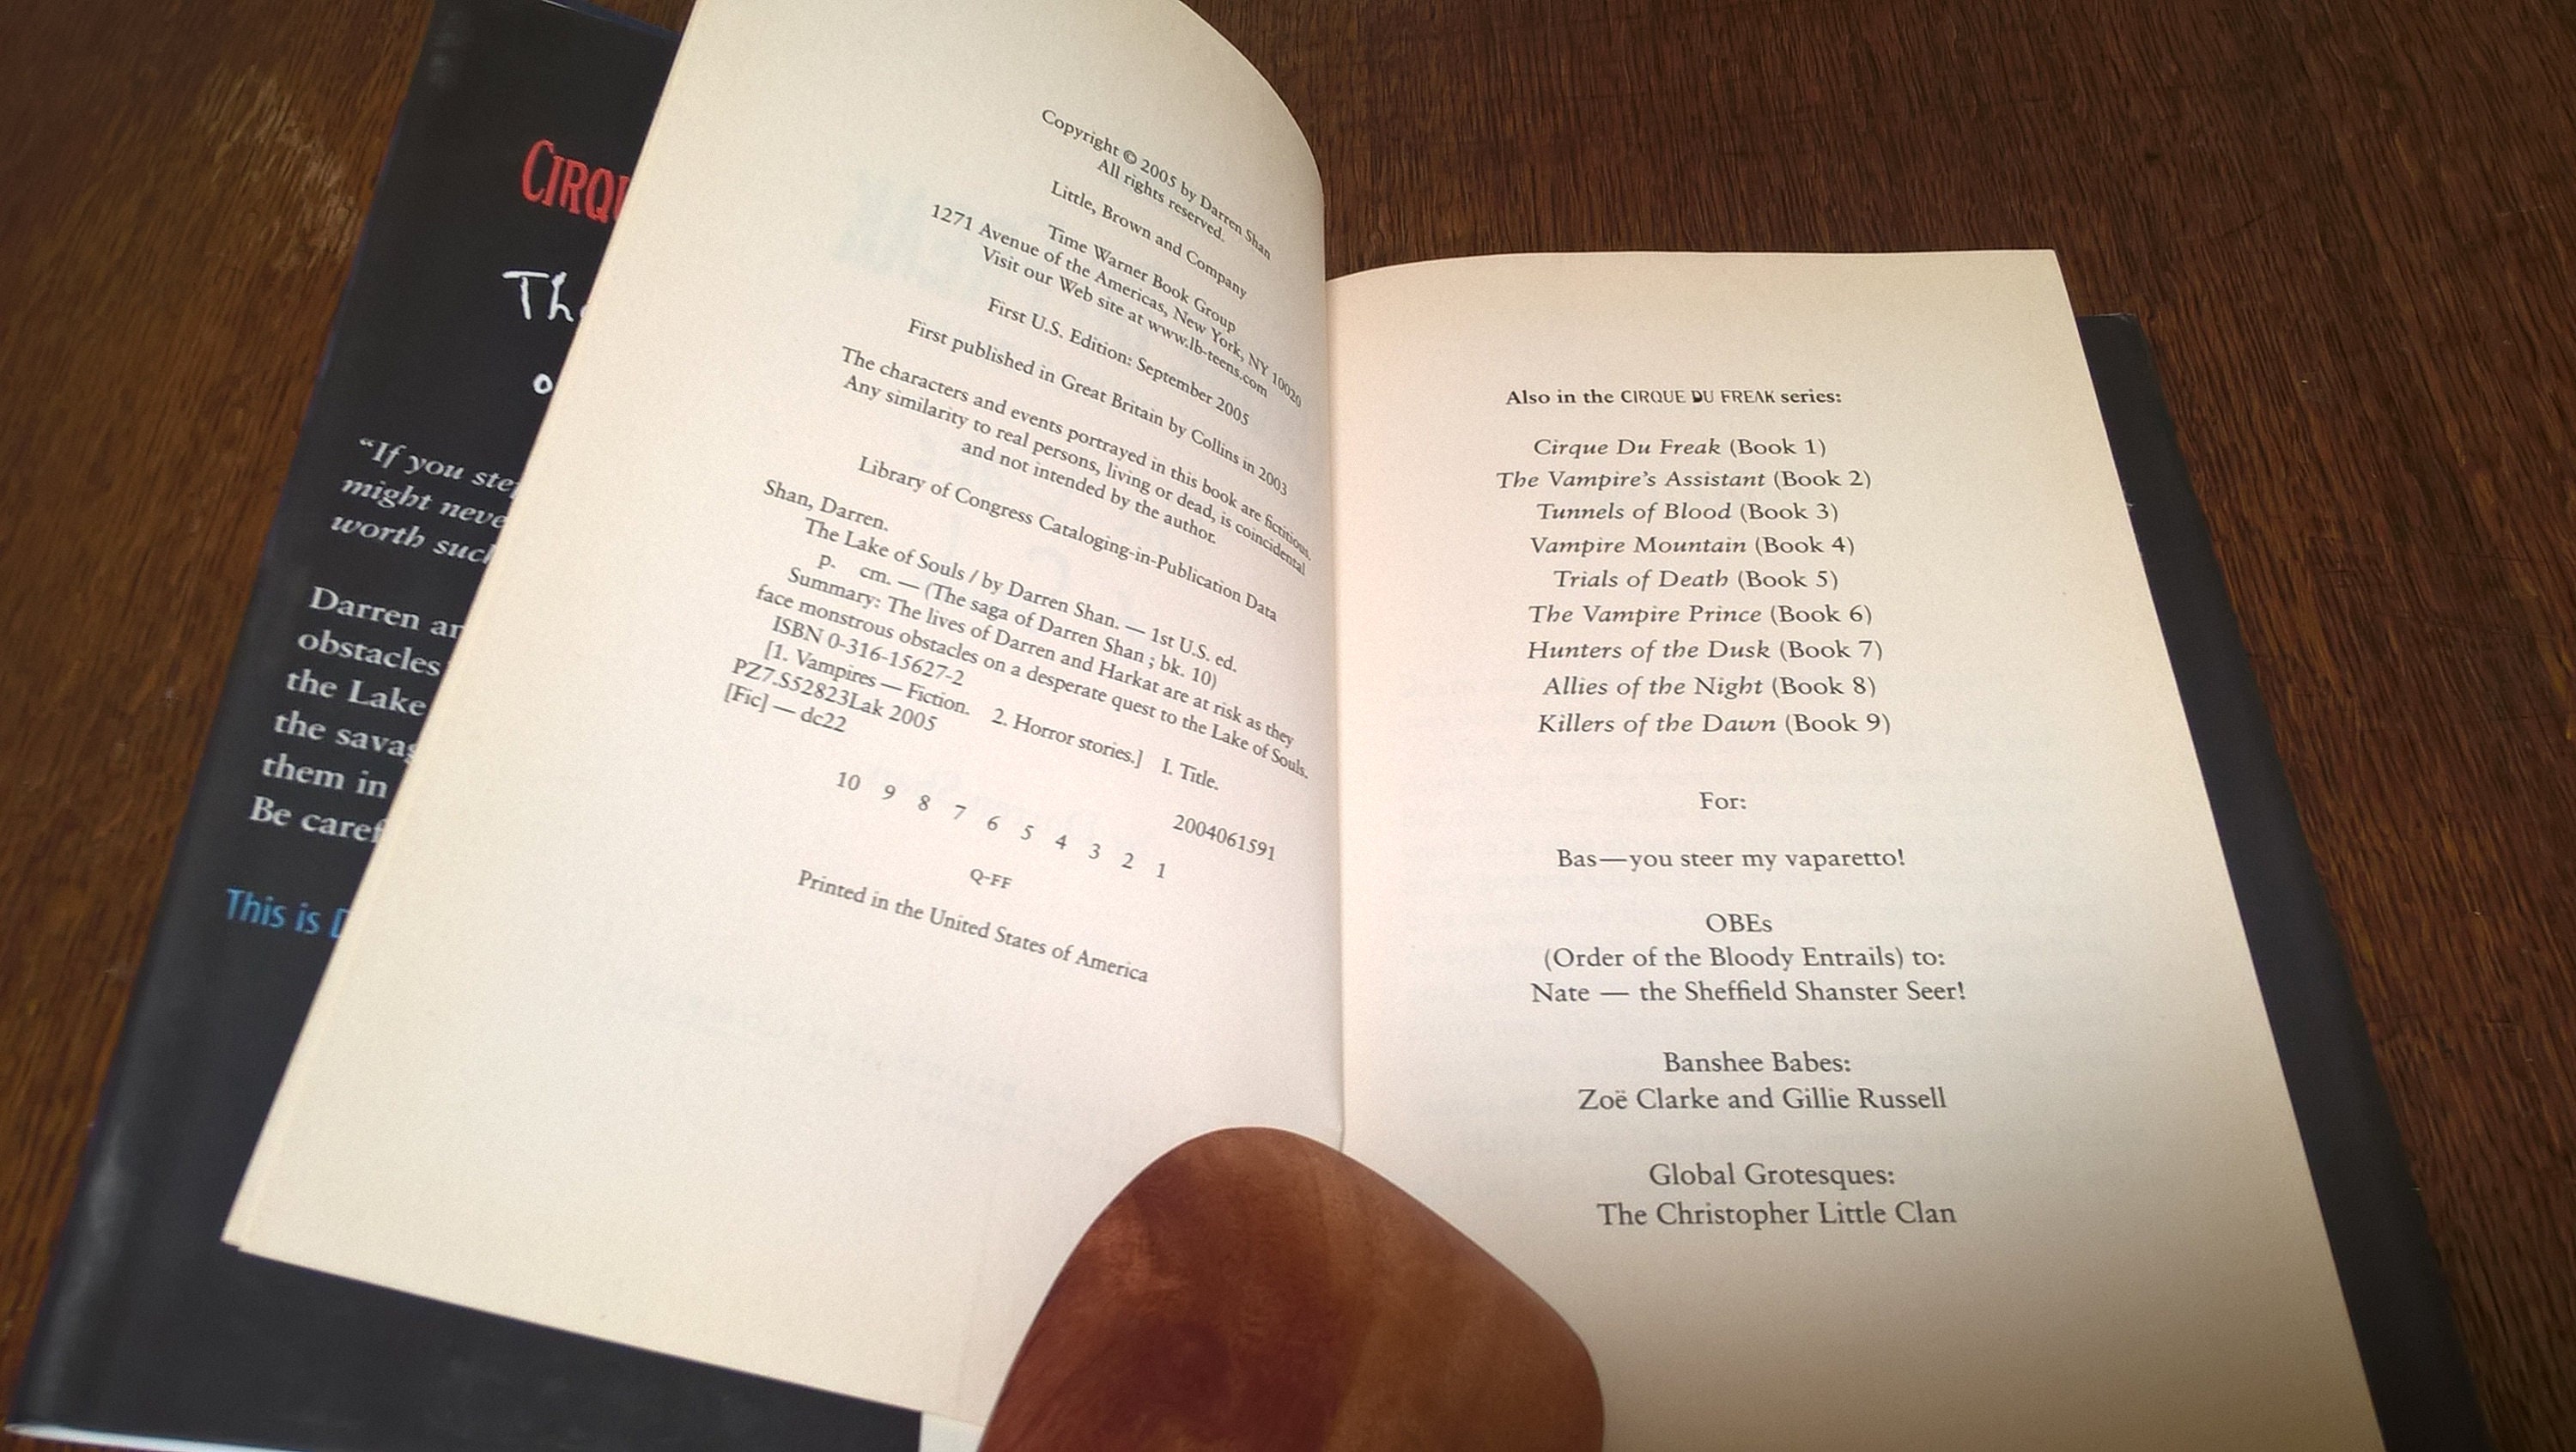 CIRQU
The
o
"If you ste
might neve
worth such
Darren an
obstacles
the Lake
the savag
them in
Be caref
This is D
Copyright © 2005 by Darren Shan
All rights reserved.
Little, Brown and Company
Time Warner Book Group
1271 Avenue of the Americas, New York, NY 10020
Visit our Web site at www.lb-teens.com
First U.S. Edition: September 2005
First published in Great Britain by Collins in 2003
The characters and events portrayed in this book are fictitious.
Any similarity to real persons, living or dead, is coincidental
and not intended by the author.
Library of Congress Cataloging-in-Publication Data
Shan, Darren.
The Lake of Souls / by Darren Shan. — 1st U.S. ed.
p. cm. — (The saga of Darren Shan ; bk. 10)
Summary: The lives of Darren and Harkat are at risk as they
face monstrous obstacles on a desperate quest to the Lake of Souls.
ISBN 0-316-15627-2
[1. Vampires — Fiction. 2. Horror stories.] I. Title.
PZ7.S52823Lak 2005
[Fic] — dc22
2004061591
10 9 8 7 6 5 4 3 2 1
Q-FF
Printed in the United States of America
Also in the CIRQUE DU FREAK series:
Cirque Du Freak (Book 1)
The Vampire's Assistant (Book 2)
Tunnels of Blood (Book 3)
Vampire Mountain (Book 4)
Trials of Death (Book 5)
The Vampire Prince (Book 6)
Hunters of the Dusk (Book 7)
Allies of the Night (Book 8)
Killers of the Dawn (Book 9)
For:
Bas—you steer my vaparetto!
OBEs
(Order of the Bloody Entrails) to:
Nate — the Sheffield Shanster Seer!
Banshee Babes:
Zoë Clarke and Gillie Russell
Global Grotesques:
The Christopher Little Clan